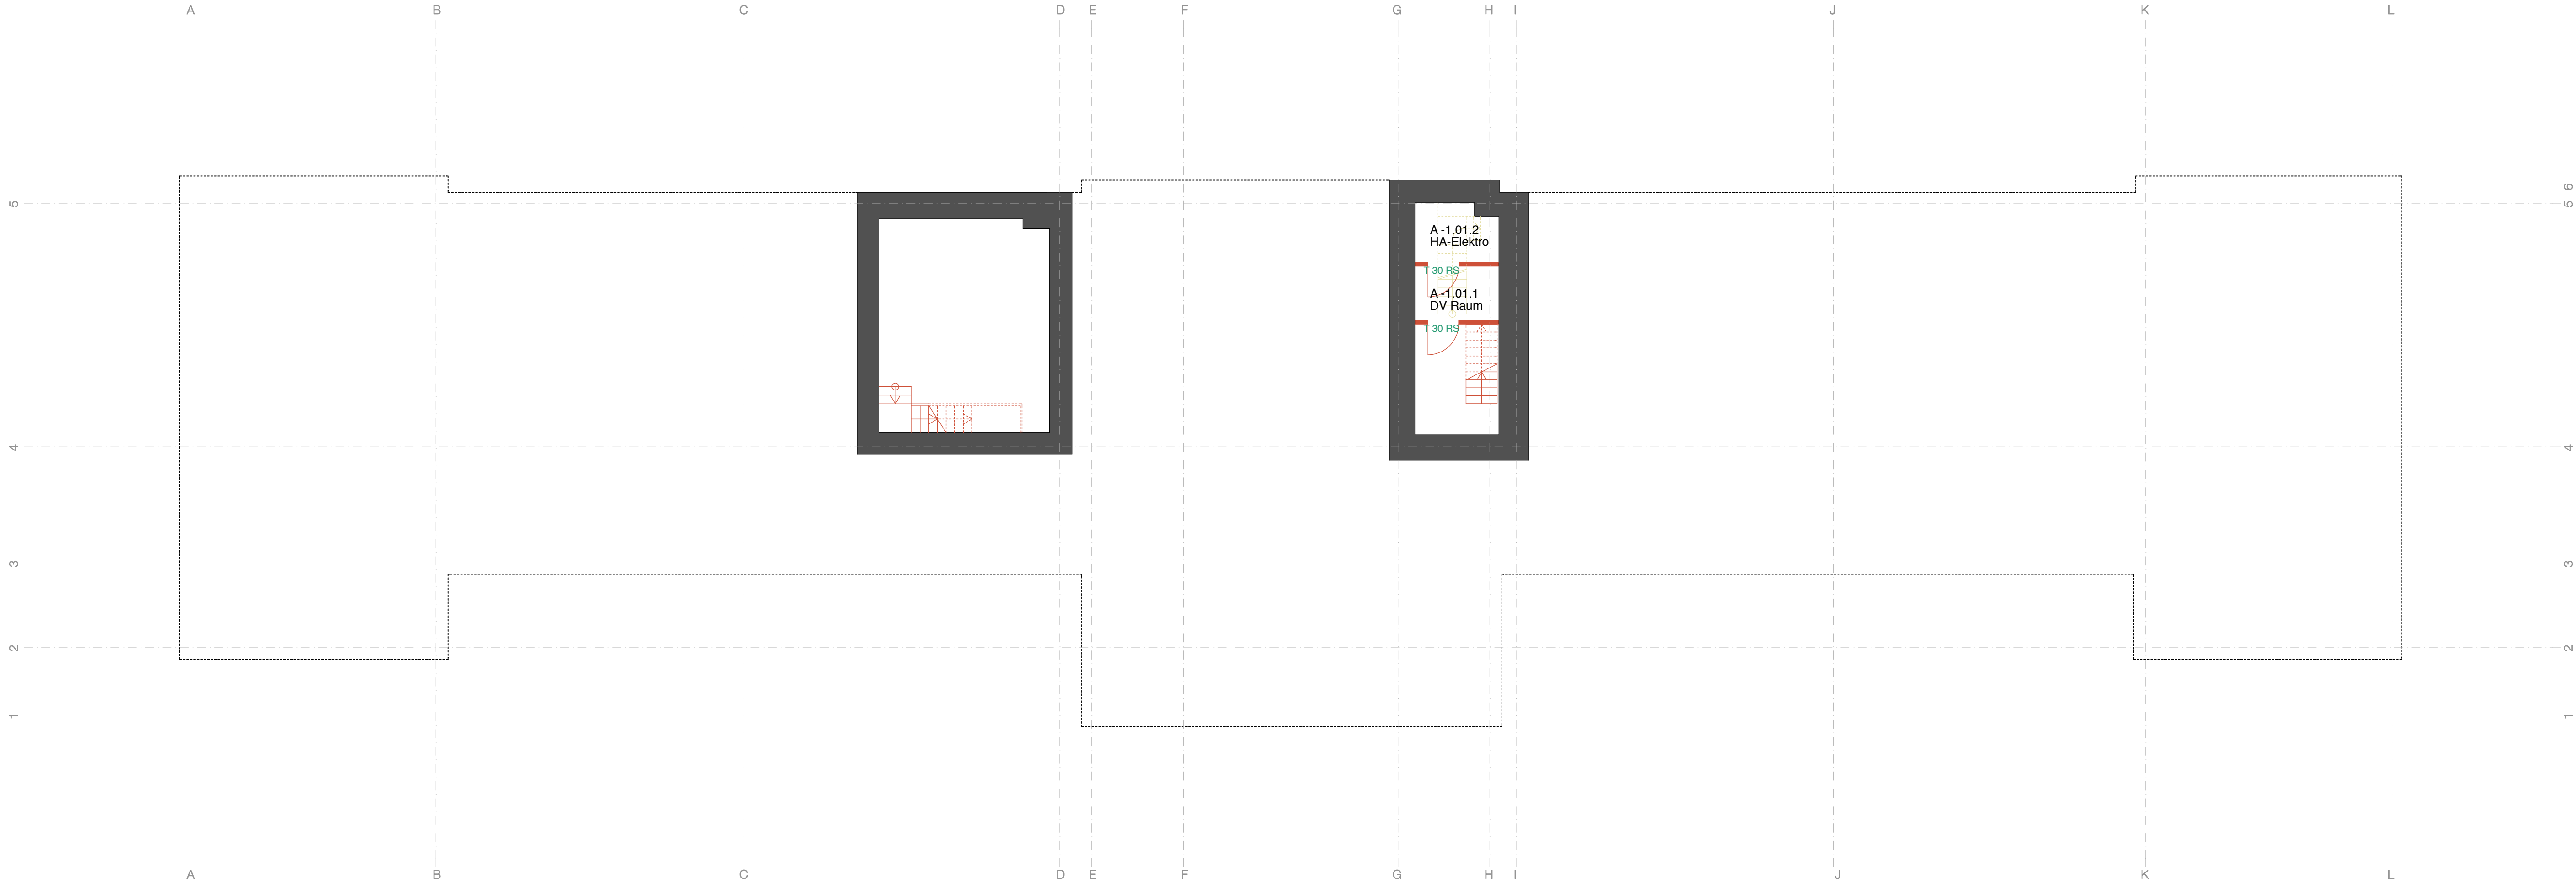 A B C D E F G H I J K L
6
5 5
A -1.01.2
HA-Elektro
T 30 RS
A -1.01.1
DV Raum
T 30 RS
4 4
3 3
2 2
1 1
A B C D E F G H I J K L